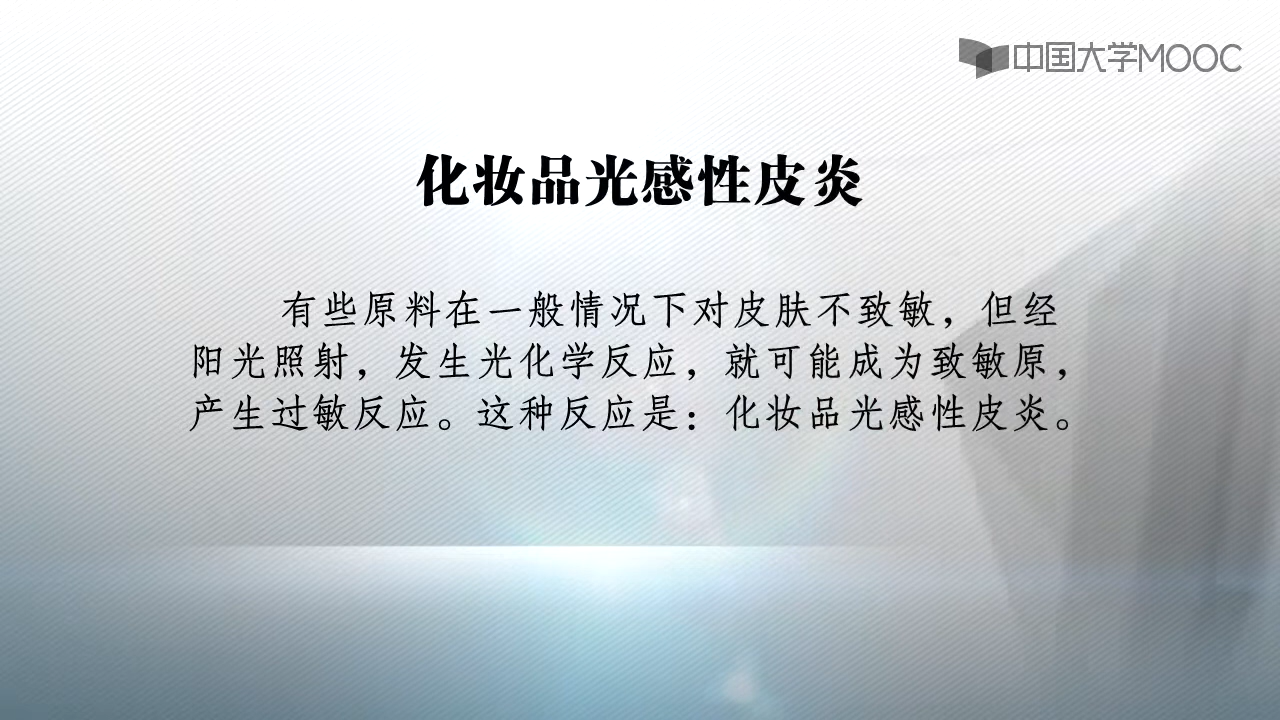 中国大学MOOC
化妆品光感性皮炎
有些原料在一般情况下对皮肤不致敏，但经
阳光照射，发生光化学反应，就可能成为致敏原，
产生过敏反应。这种反应是：化妆品光感性皮炎。